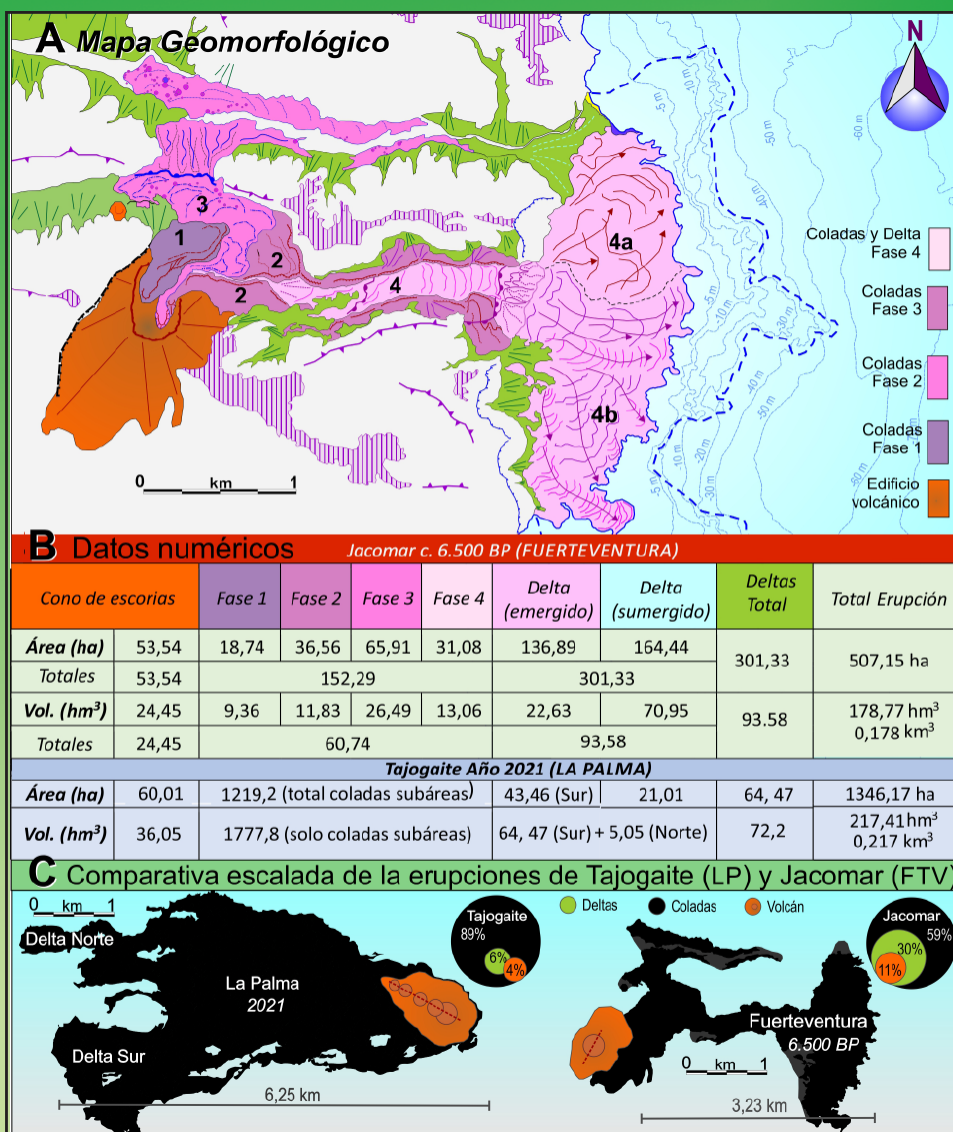 A Mapa Geomorfológico
N
-5 m
-10 m
-50 m
-60 m
40m
3
1
2
2
4
4a
4b
-5 m
-10 m
-20 m
-30 m
-40 m
-50 m
-10 m
-20 m
-5 m
-30 m
Coladas y Delta
Fase 4
Coladas
Fase 3
Coladas
Fase 2
Coladas
Fase 1
Edificio
volcánico
0 km 1
B Datos numéricos Jacomar c. 6.500 BP (FUERTEVENTURA)
Cono de escorias Fase 1 Fase 2 Fase 3 Fase 4 Delta (emergido) Delta (sumergido) Deltas Total Total Erupción
Área (ha) 53,54 18,74 36,56 65,91 31,08 136,89 164,44 301,33 507,15 ha
Totales 53,54 152,29 301,33
Vol. (hm³) 24,45 9,36 11,83 26,49 13,06 22,63 70,95 93.58 178,77 hm³ 0,178 km³
Totales 24,45 60,74 93,58
Tajogaite Año 2021 (LA PALMA)
Área (ha) 60,01 1219,2 (total coladas subáreas) 43,46 (Sur) 21,01 64, 47 1346,17 ha
Vol. (hm³) 36,05 1777,8 (solo coladas subáreas) 64, 47 (Sur) + 5,05 (Norte) 72,2 217,41 hm³ 0,217 km³
C Comparativa escalada de la erupciones de Tajogaite (LP) y Jacomar (FTV)
0 km 1
Delta Norte
La Palma
2021
Delta Sur
6,25 km
Tajogaite
89%
6%
4%
Deltas Coladas Volcán
Jacomar
59%
30%
11%
Fuerteventura
6.500 BP
0 km 1
3,23 km